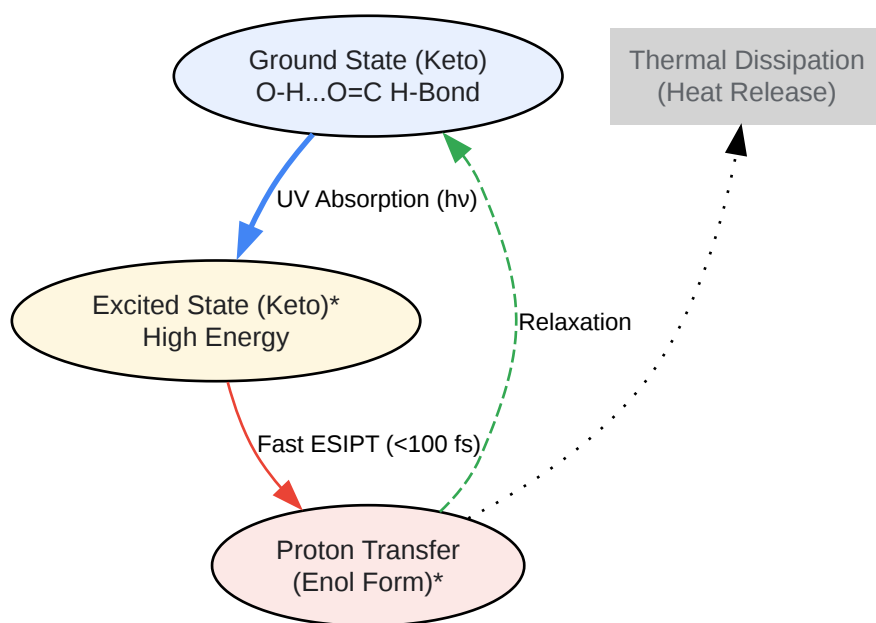 Ground State (Keto)
O-H...O=C H-Bond
Thermal Dissipation
(Heat Release)
UV Absorption (hν)
Excited State (Keto)*
High Energy
Relaxation
Fast ESIPT (<100 fs)
Proton Transfer
(Enol Form)*